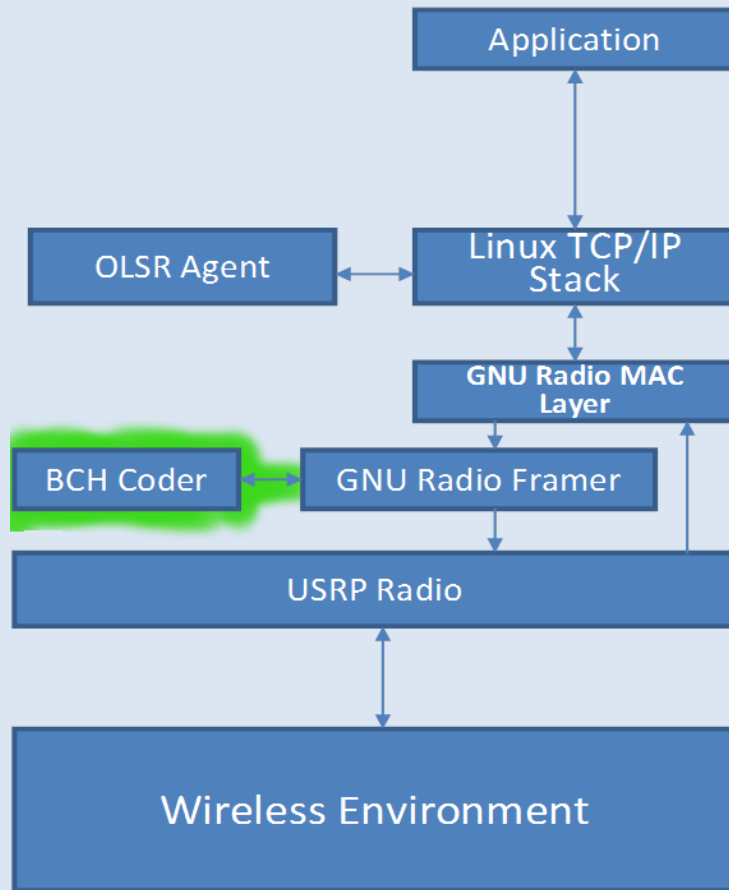 Application
OLSR Agent
Linux TCP/IP
Stack
GNU Radio MAC
Layer
BCH Coder
GNU Radio Framer
USRP Radio
Wireless Environment